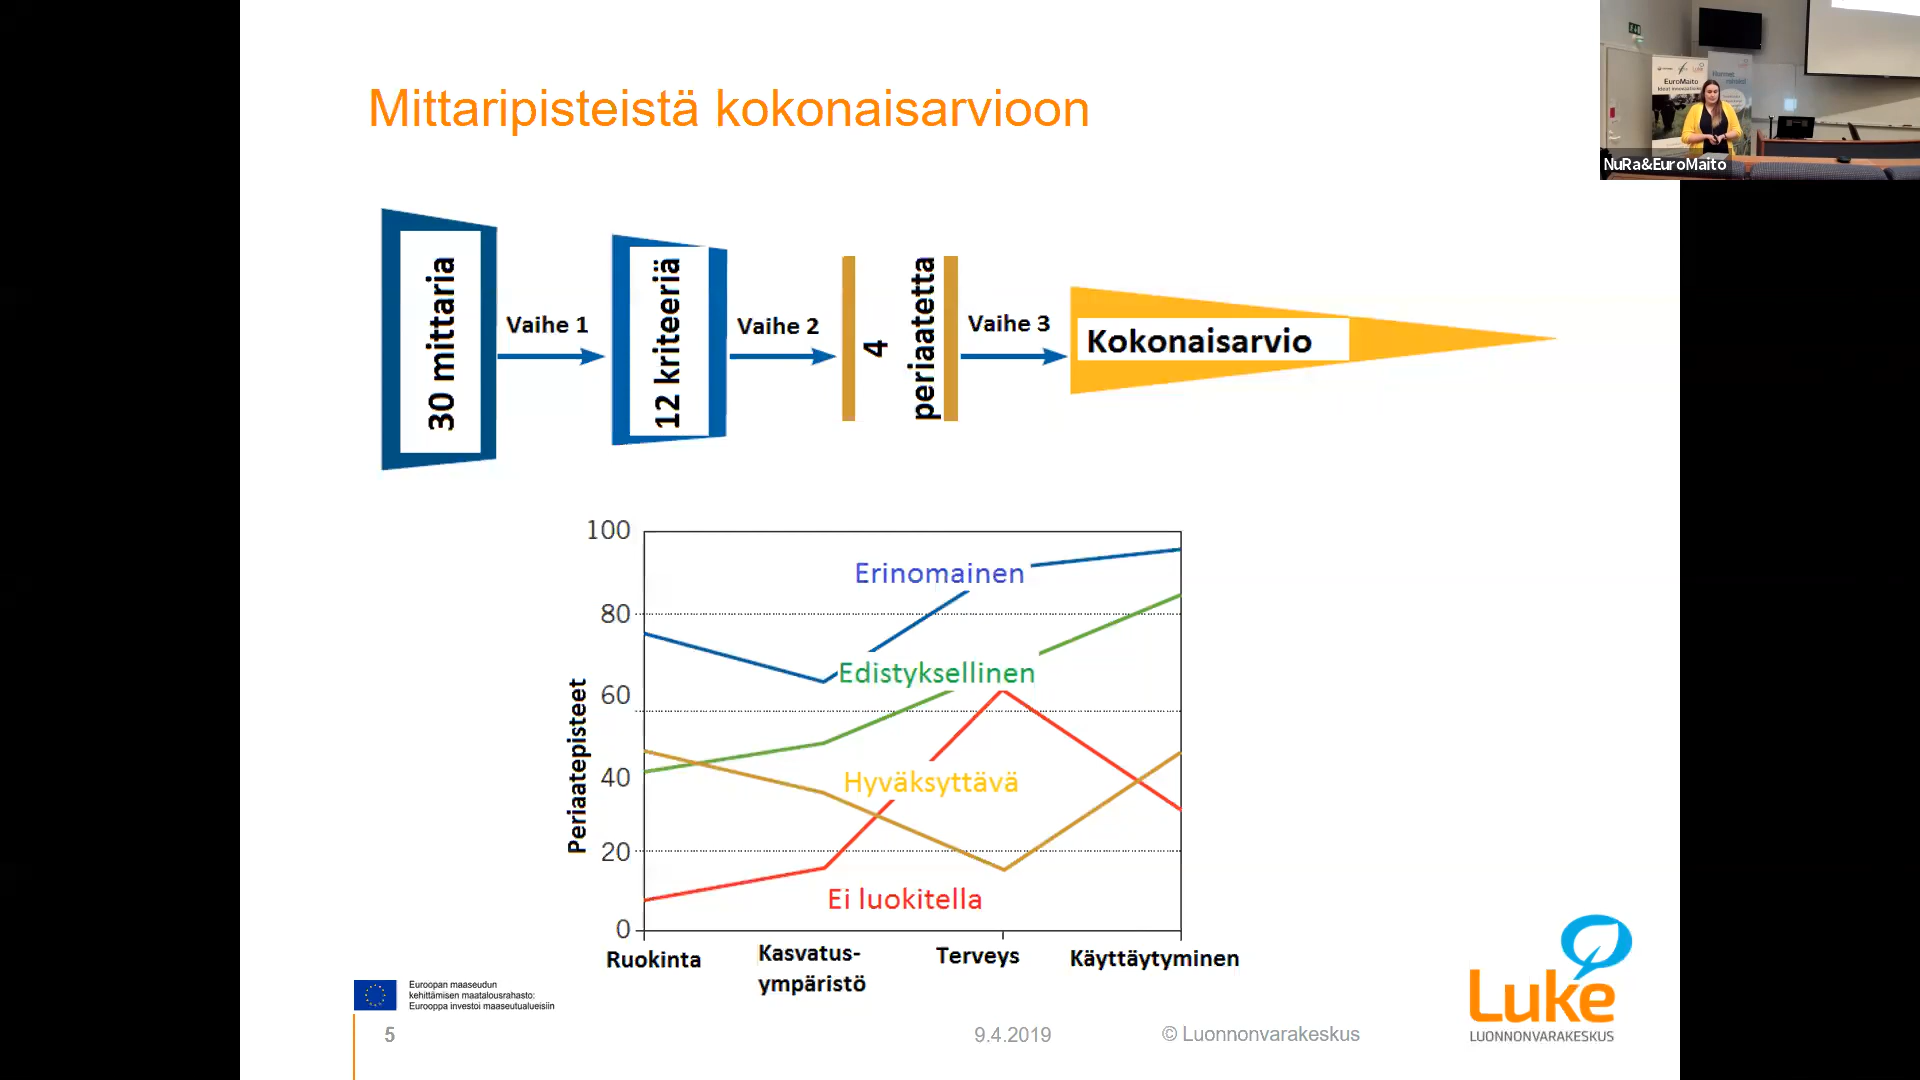 Mittaripisteistä kokonaisarvioon
30 mittaria
Vaihe 1
12 kriteeriä
Vaihe 2
4
periaatetta
Vaihe 3
Kokonaisarvio
100
80
60
40
20
0
Periaatepisteet
Erinomainen
Edistyksellinen
Hyväksyttävä
Ei luokitella
Ruokinta
Kasvatus-
ympäristö
Terveys
Käyttäytyminen
Euroopan maaseudun
kehittämisen maatalousrahasto:
Eurooppa investoi maaseutualueisiin
5
9.4.2019
© Luonnonvarakeskus
Luke
LUONNONVARAKESKUS
EuroMaito
NuRa&EuroMaito